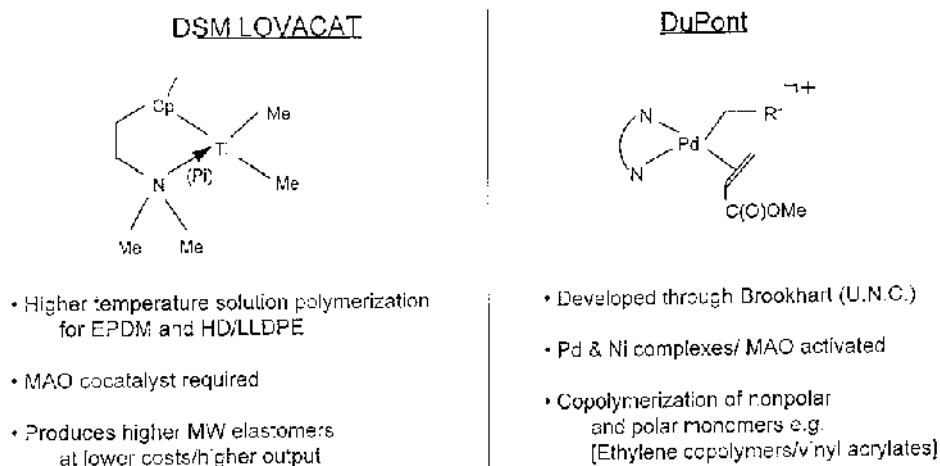 DSM LOVACAT
Cp
Me
Ti
(Pi)
Me
N
Me
Me
• Higher temperature solution polymerization
for EPDM and HD/LLDPE
• MAO cocatalyst required
• Produces higher MW elastomers
at lower costs/higher output
DuPont
+
N
R'
Pd
N
C(O)OMe
• Developed through Brookhart (U.N.C.)
• Pd & Ni complexes/ MAO activated
• Copolymerization of nonpolar
and polar monomers e.g.
[Ethylene copolymers/vinyl acrylates]